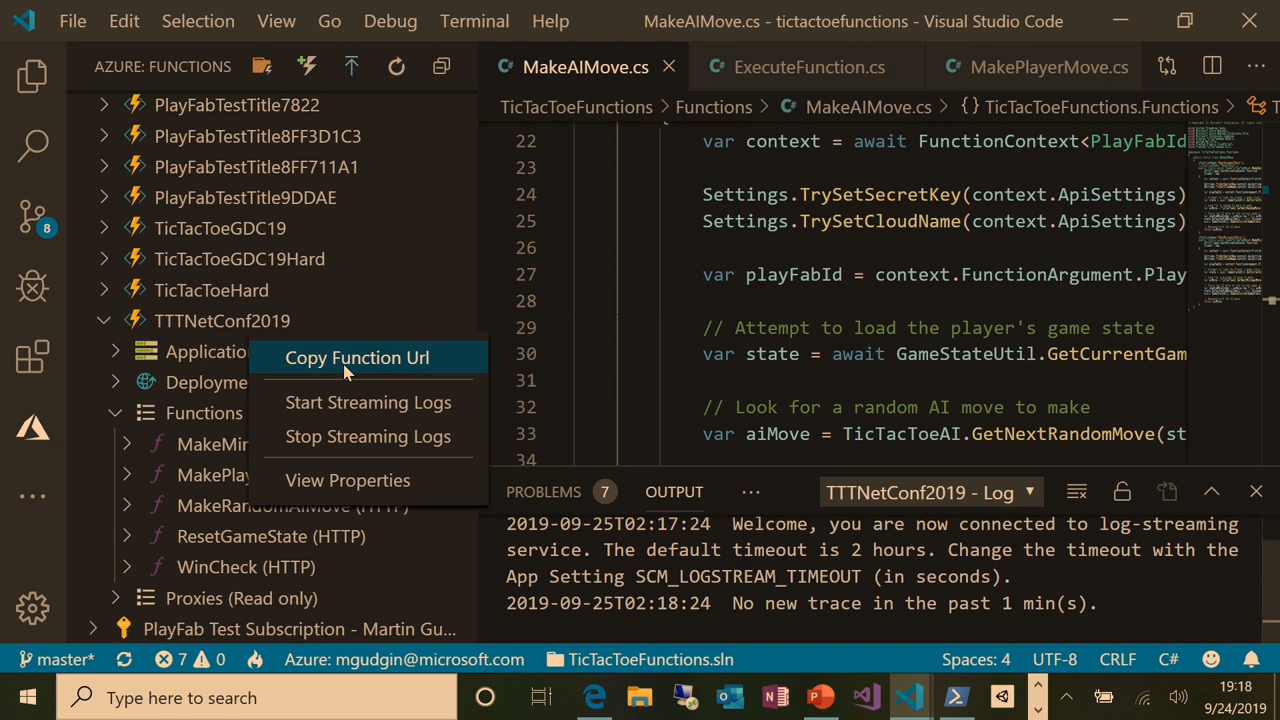 File Edit Selection View Go Debug Terminal Help MakeAIMove.cs - tictactoefunctions - Visual Studio Code
AZURE: FUNCTIONS
PlayFabTestTitle7822
PlayFabTestTitle8FF3D1C3
PlayFabTestTitle8FF711A1
PlayFabTestTitle9DDAE
TicTacToeGDC19
TicTacToeGDC19Hard
TicTacToeHard
TTTNetConf2019
Applicatio
Deployme
Functions
MakeMin
MakePlay
MakeRandomAIMove (HTTP)
ResetGameState (HTTP)
WinCheck (HTTP)
Proxies (Read only)
PlayFab Test Subscription - Martin Gu...
8
Copy Function Url
Start Streaming Logs
Stop Streaming Logs
View Properties
MakeAIMove.cs ExecuteFunction.cs MakePlayerMove.cs
TicTacToeFunctions > Functions > MakeAIMove.cs > {} TicTacToeFunctions.Functions >
22 var context = await FunctionContext<PlayFabId
23
24 Settings.TrySetSecretKey(context.ApiSettings)
25 Settings.TrySetCloudName(context.ApiSettings)
26
27 var playFabId = context.FunctionArgument.Play
28
29 // Attempt to load the player's game state
30 var state = await GameStateUtil.GetCurrentGam
31
32 // Look for a random AI move to make
33 var aiMove = TicTacToeAI.GetNextRandomMove(st
34
PROBLEMS 7 OUTPUT ... TTTNetConf2019 - Log
2019-09-25T02:17:24 Welcome, you are now connected to log-streaming
service. The default timeout is 2 hours. Change the timeout with the
App Setting SCM_LOGSTREAM_TIMEOUT (in seconds).
2019-09-25T02:18:24 No new trace in the past 1 min(s).
master* 7 0 Azure: mgudgin@microsoft.com TicTacToeFunctions.sln Spaces: 4 UTF-8 CRLF C#
Type here to search
19:18
9/24/2019